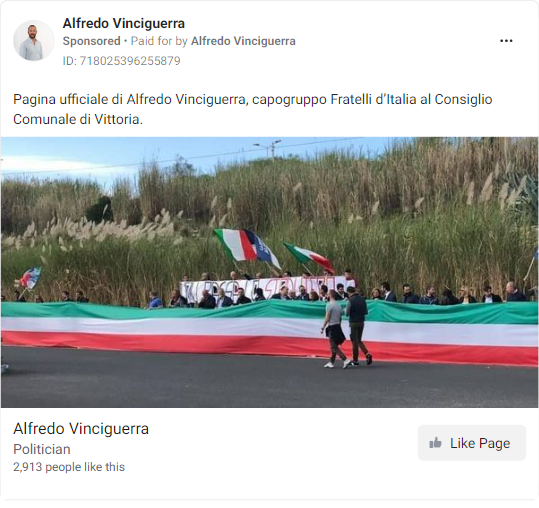 Alfredo Vinciguerra
Sponsored • Paid for by Alfredo Vinciguerra
ID: 718025396255879
Pagina ufficiale di Alfredo Vinciguerra, capogruppo Fratelli d'Italia al Consiglio
Comunale di Vittoria.
Alfredo Vinciguerra
Politician
2,913 people like this
Like Page